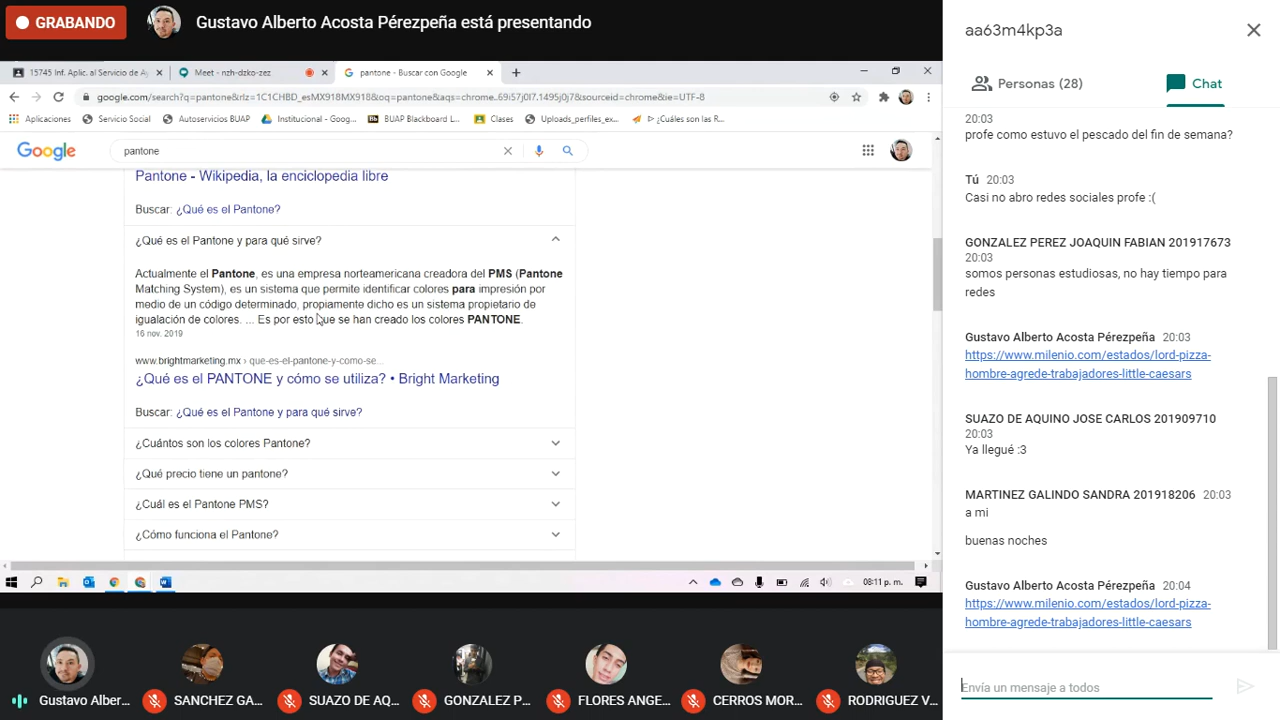 GRABANDO
Gustavo Alberto Acosta Pérezpeña está presentando
15745 Inf. Aplic. al Servicio de Ay
Meet - nzh-dzko-zez
pantone - Buscar con Google
google.com/search?q=pantone&rlz=1C1CHBD_esMX918MX918&oq=pantone&aqs=chrome..69i57j0l7.1495j0j7&sourceid=chrome&ie=UTF-8
Aplicaciones
Servicio Social
Autoservicios BUAP
Institucional - Goog...
BUAP Blackboard L...
Clases
Uploads_perfiles_ex...
¿Cuáles son las R...
Google
pantone
Pantone - Wikipedia, la enciclopedia libre
Buscar: ¿Qué es el Pantone?
¿Qué es el Pantone y para qué sirve?
Actualmente el Pantone, es una empresa norteamericana creadora del PMS (Pantone
Matching System), es un sistema que permite identificar colores para impresión por
medio de un código determinado, propiamente dicho es un sistema propietario de
igualación de colores. ... Es por esto que se han creado los colores PANTONE.
16 nov. 2019
www.brightmarketing.mx › que-es-el-pantone-y-como-se...
¿Qué es el PANTONE y cómo se utiliza? • Bright Marketing
Buscar: ¿Qué es el Pantone y para qué sirve?
¿Cuántos son los colores Pantone?
¿Qué precio tiene un pantone?
¿Cuál es el Pantone PMS?
¿Cómo funciona el Pantone?
08:11 p. m.
Gustavo Alber...
SANCHEZ GA...
SUAZO DE AQ...
GONZALEZ P...
FLORES ANGE...
CERROS MOR...
RODRIGUEZ V...
aa63m4kp3a
Personas (28)
Chat
20:03
profe como estuvo el pescado del fin de semana?
Tú 20:03
Casi no abro redes sociales profe :(
GONZALEZ PEREZ JOAQUIN FABIAN 201917673
20:03
somos personas estudiosas, no hay tiempo para
redes
Gustavo Alberto Acosta Pérezpeña 20:03
https://www.milenio.com/estados/lord-pizza-
hombre-agrede-trabajadores-little-caesars
SUAZO DE AQUINO JOSE CARLOS 201909710
20:03
Ya llegué :3
MARTINEZ GALINDO SANDRA 201918206 20:03
a mi
buenas noches
Gustavo Alberto Acosta Pérezpeña 20:04
https://www.milenio.com/estados/lord-pizza-
hombre-agrede-trabajadores-little-caesars
Envía un mensaje a todos